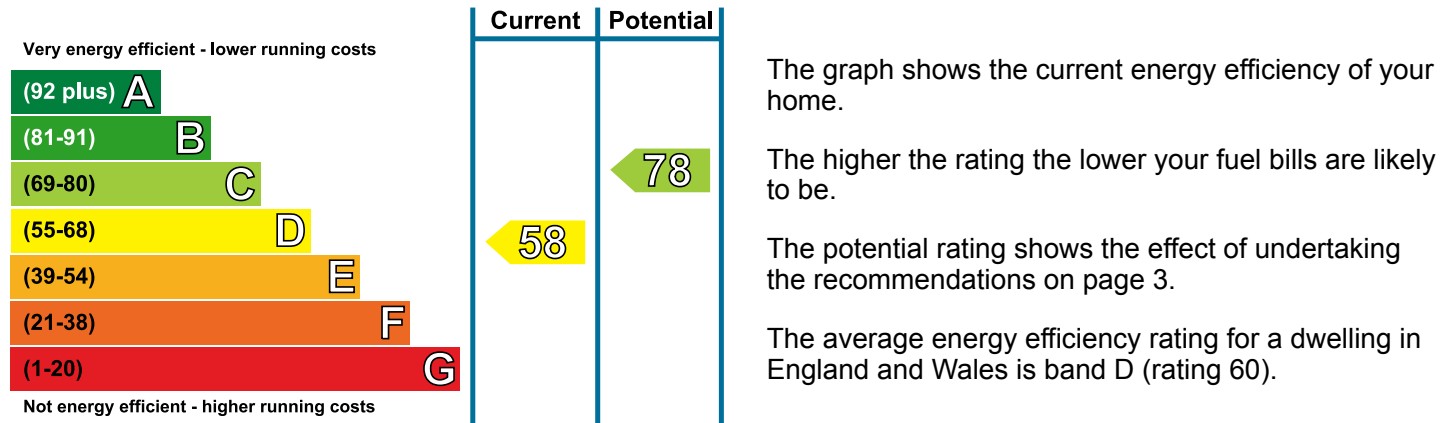 Current Potential
Very energy efficient - lower running costs
(92 plus) A
(81-91) B
(69-80) C
(55-68) D
(39-54) E
(21-38) F
(1-20) G
Not energy efficient - higher running costs
58
78
The graph shows the current energy efficiency of your
home.
The higher the rating the lower your fuel bills are likely
to be.
The potential rating shows the effect of undertaking
the recommendations on page 3.
The average energy efficiency rating for a dwelling in
England and Wales is band D (rating 60).